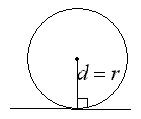 d = r